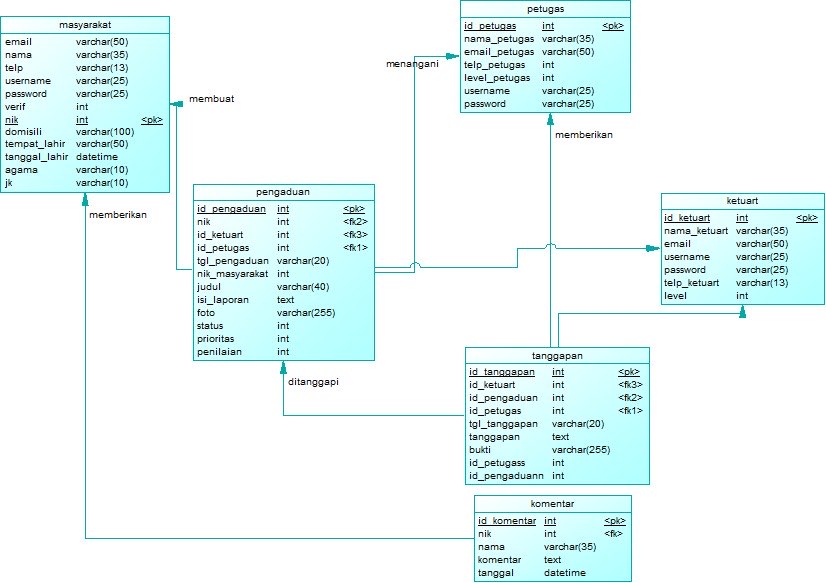 masyarakat
email varchar(50)
nama varchar(35)
telp varchar(13)
username varchar(25)
password varchar(25)
verif int
nik int <pk>
domisili varchar(100)
tempat_lahir varchar(50)
tanggal_lahir datetime
agama varchar(10)
jk varchar(10)
petugas
id_petugas int <pk>
nama_petugas varchar(35)
email_petugas varchar(50)
telp_petugas int
level_petugas int
username varchar(25)
password varchar(25)
menangani
membuat
memberikan
memberikan
pengaduan
id_pengaduan int <pk>
nik int <fk2>
id_ketuart int <fk3>
id_petugas int <fk1>
tgl_pengaduan varchar(20)
nik_masyarakat int
judul varchar(40)
isi_laporan text
foto varchar(255)
status int
prioritas int
penilaian int
ketuart
id_ketuart int <pk>
nama_ketuart varchar(35)
email varchar(50)
username varchar(25)
password varchar(25)
telp_ketuart varchar(13)
level int
ditanggapi
tanggapan
id_tanggapan int <pk>
id_ketuart int <fk3>
id_pengaduan int <fk2>
id_petugas int <fk1>
tgl_tanggapan varchar(20)
tanggapan text
bukti varchar(255)
id_petugass int
id_pengaduann int
komentar
id_komentar int <pk>
nik int <fk>
nama varchar(35)
komentar text
tanggal datetime